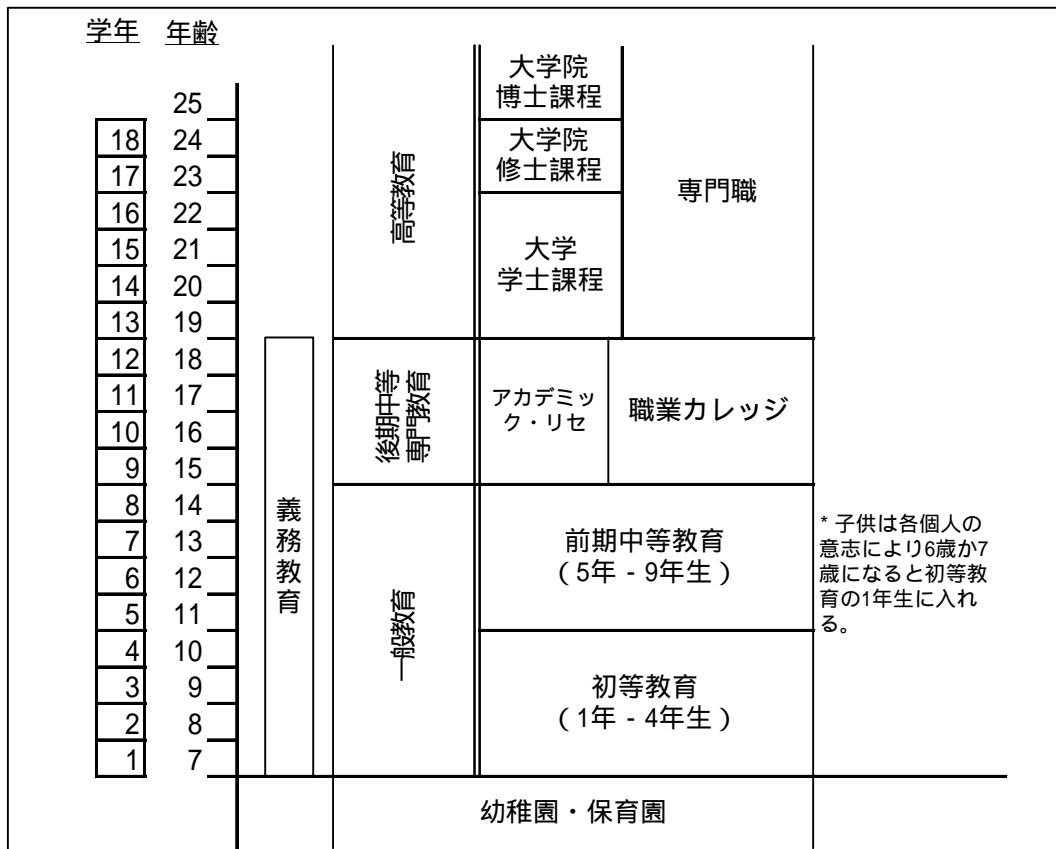 学年 年齢
25
18 24
17 23
16 22
15 21
14 20
13 19
12 18
11 17
10 16
9 15
8 14
7 13
6 12
5 11
4 10
3 9
2 8
1 7
義務教育
高等教育
後期中等
専門教育
一般教育
大学院
博士課程
大学院
修士課程
大学
学士課程
専門職
アカデミッ
ク・リセ
職業カレッジ
前期中等教育
（5年 - 9年生）
初等教育
（1年 - 4年生）
* 子供は各個人の
意志により6歳か7
歳になると初等教
育の1年生に入れ
る。
幼稚園・保育園